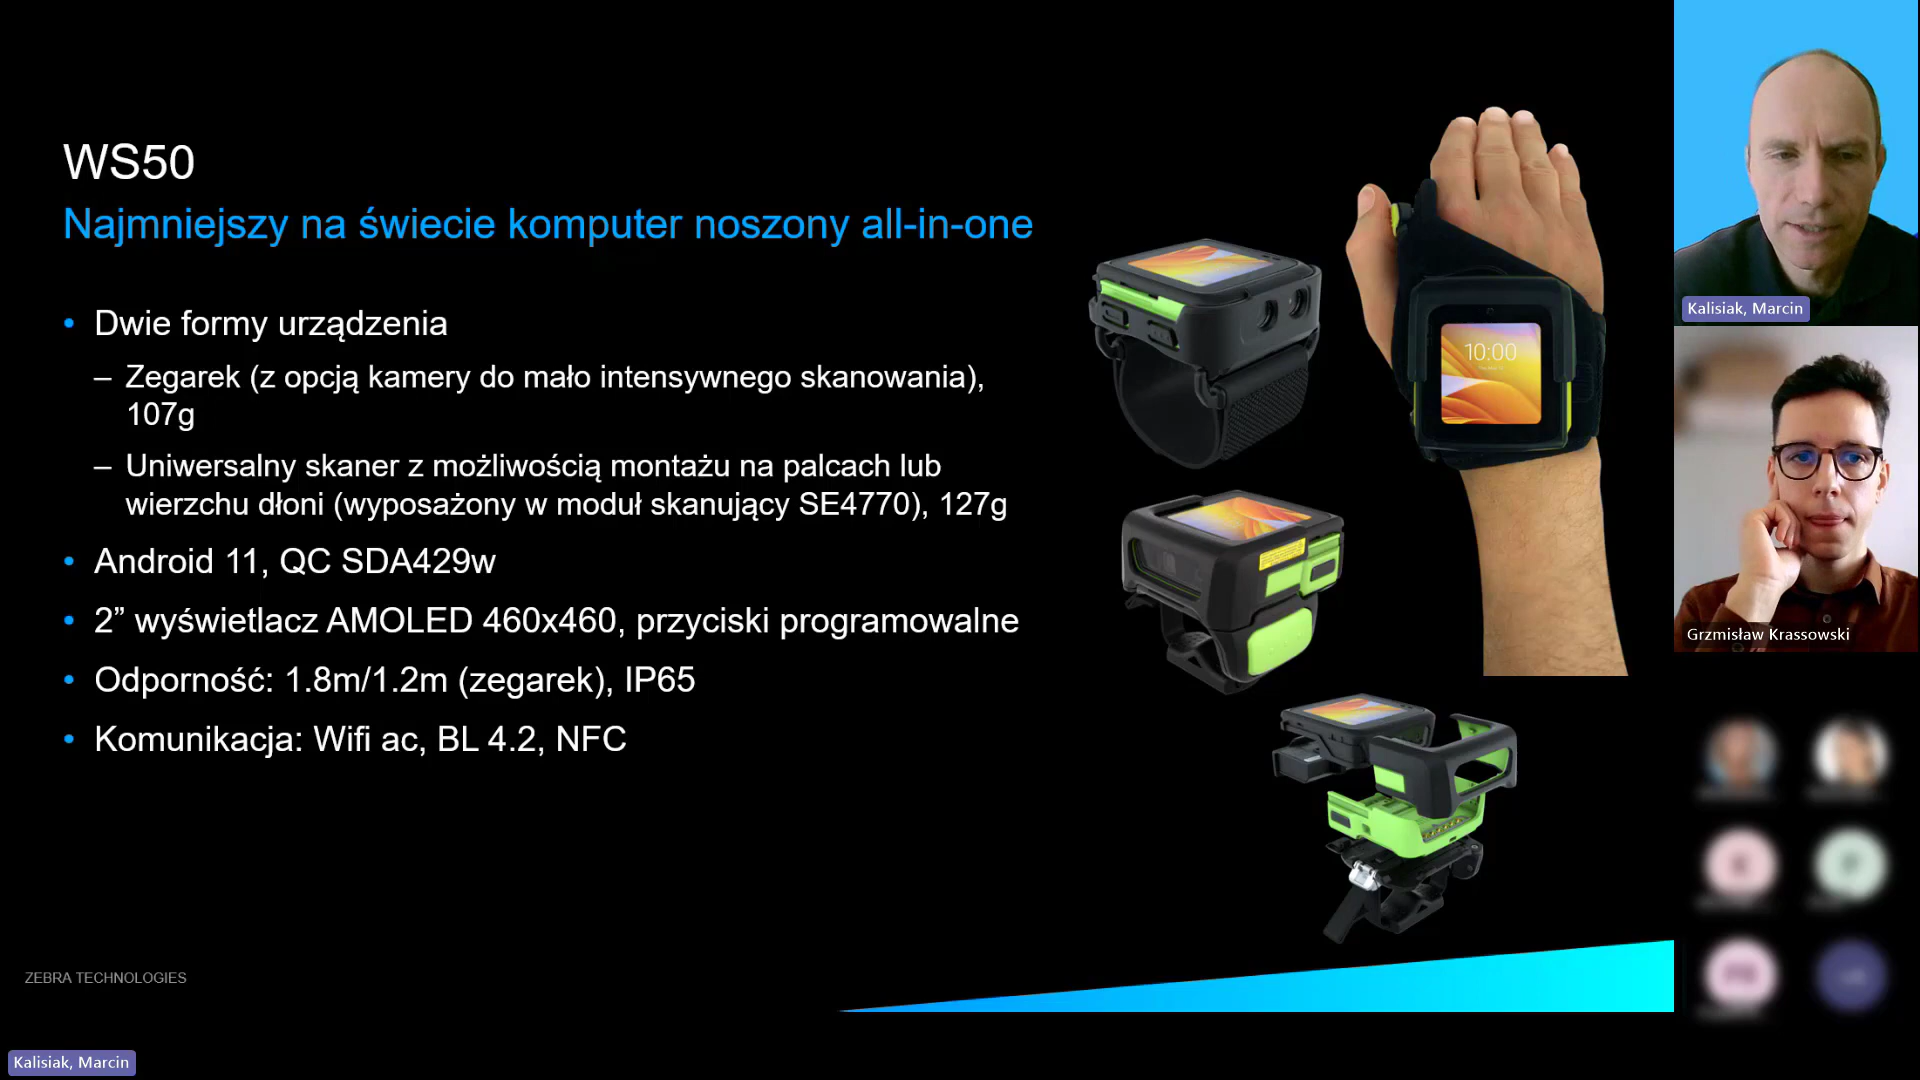 WS50
Najmniejszy na świecie komputer noszony all-in-one
• Dwie formy urządzenia
– Zegarek (z opcją kamery do mało intensywnego skanowania),
107g
– Uniwersalny skaner z możliwością montażu na palcach lub
wierzchu dłoni (wyposażony w moduł skanujący SE4770), 127g
• Android 11, QC SDA429w
• 2” wyświetlacz AMOLED 460x460, przyciski programowalne
• Odporność: 1.8m/1.2m (zegarek), IP65
• Komunikacja: Wifi ac, BL 4.2, NFC
10:00
ZEBRA TECHNOLOGIES
Kalisiak, Marcin
Kalisiak, Marcin
Grzmisław Krassowski